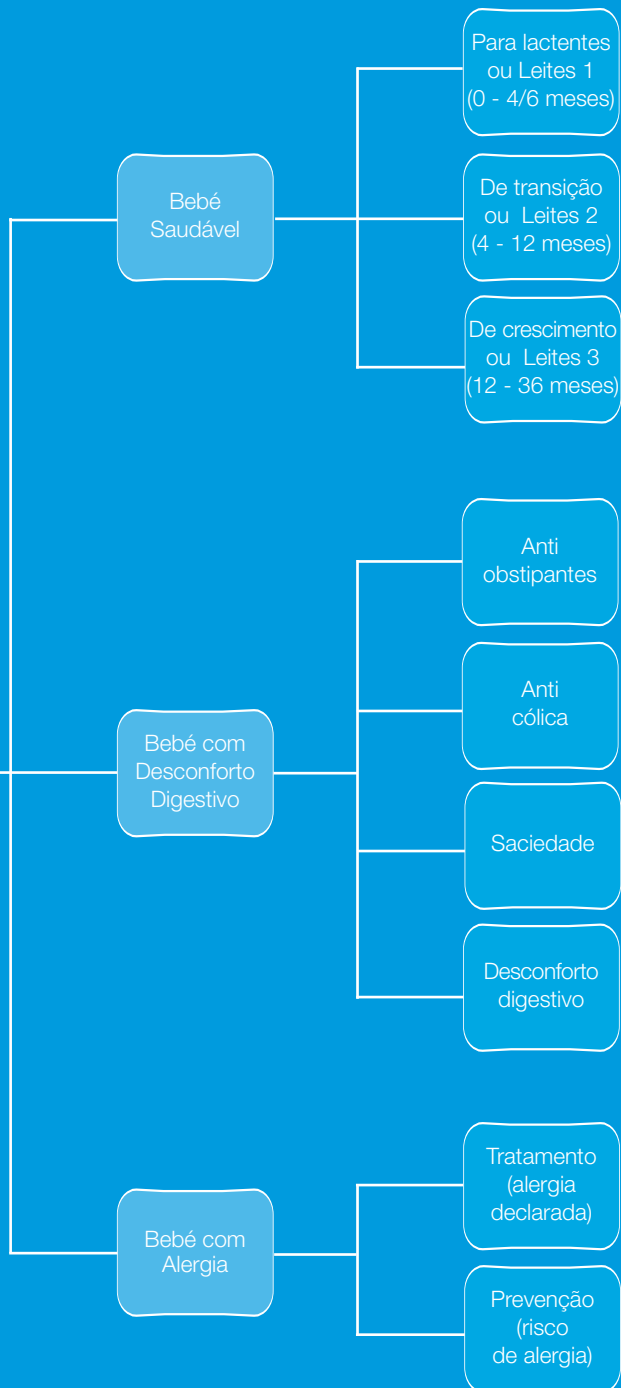 Bebé
Saudável
Para lactentes
ou Leites 1
(0 - 4/6 meses)
De transição
ou Leites 2
(4 - 12 meses)
De crescimento
ou Leites 3
(12 - 36 meses)
Bebé com
Desconforto
Digestivo
Anti
obstipantes
Anti
cólica
Saciedade
Desconforto
digestivo
Bebé com
Alergia
Tratamento
(alergia
declarada)
Prevenção
(risco
de alergia)